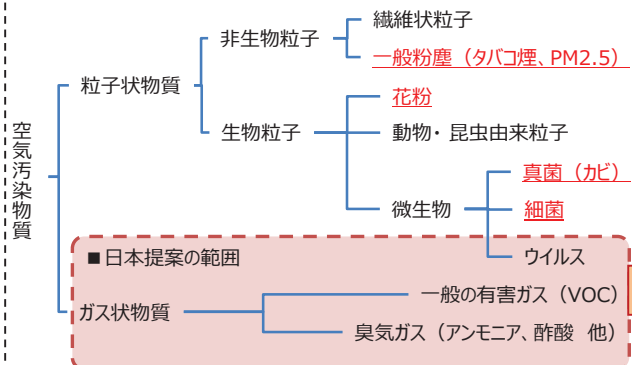 繊維状粒子
非生物粒子
一般粉塵（タバコ煙、PM2.5）
粒子状物質
花粉
生物粒子
動物・昆虫由来粒子
空気汚染物質
真菌（カビ）
微生物
細菌
■日本提案の範囲
ウイルス
一般の有害ガス（VOC）
ガス状物質
臭気ガス（アンモニア、酢酸 他）